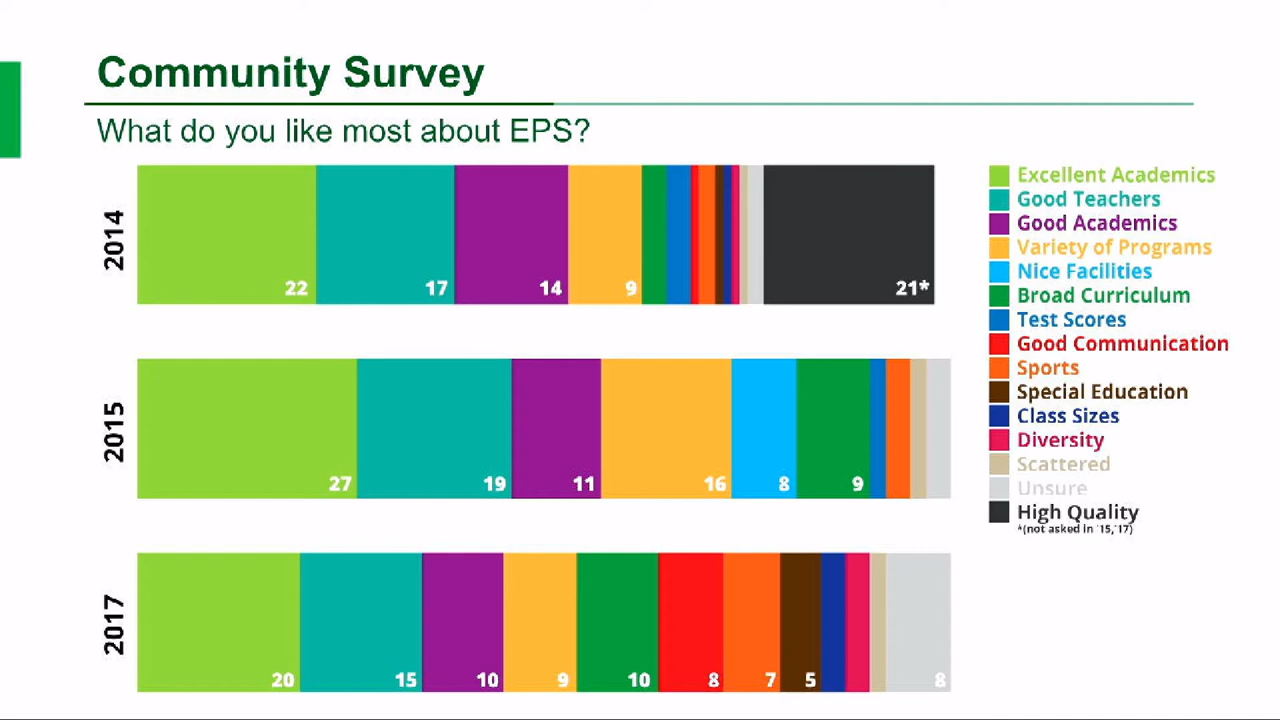 Community Survey
What do you like most about EPS?
2014
22 17 14 9 21*
2015
27 19 11 16 8 9
2017
20 15 10 9 10 8 7 5 8
Excellent Academics
Good Teachers
Good Academics
Variety of Programs
Nice Facilities
Broad Curriculum
Test Scores
Good Communication
Sports
Special Education
Class Sizes
Diversity
Scattered
Unsure
High Quality
*(not asked in '15,'17)